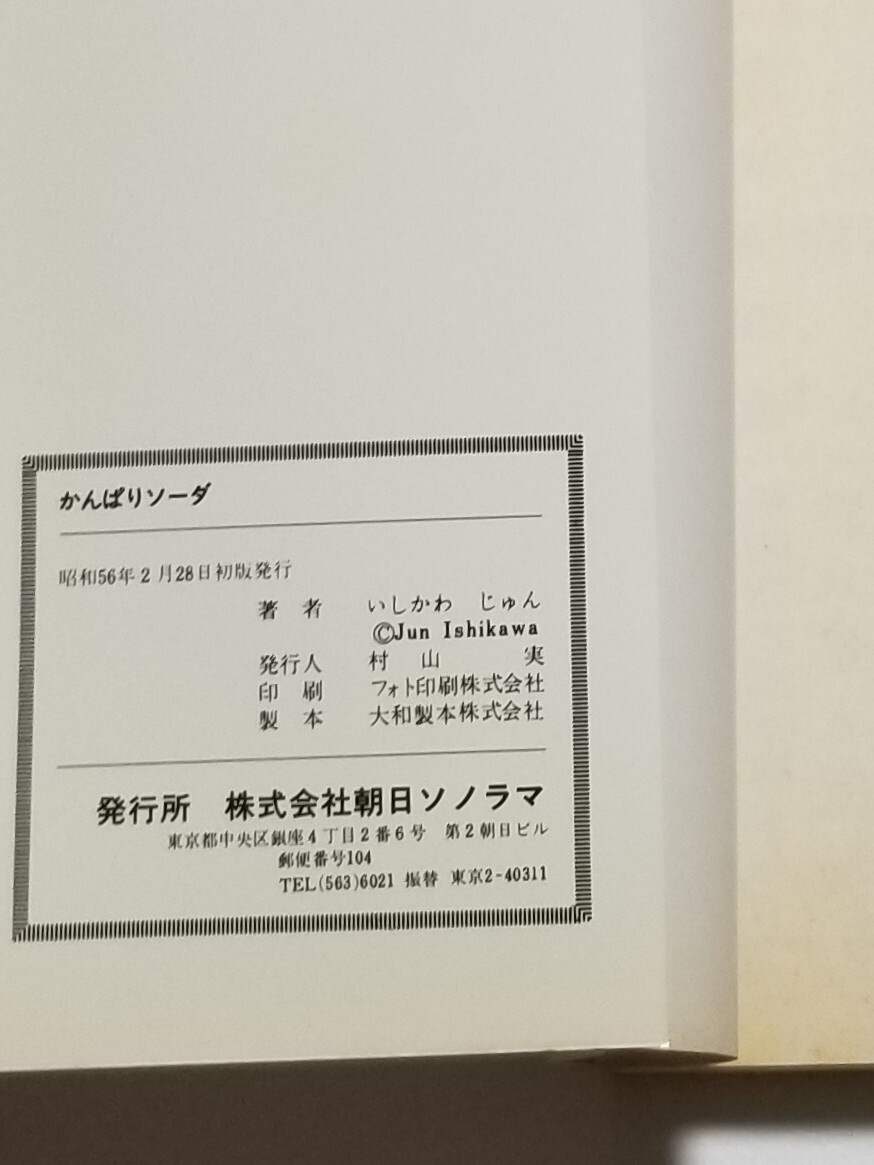 かんぱりソーダ
昭和56年2月28日初版発行
著者 いしかわ じゅん
©Jun Ishikawa
発行人 村山 実
印刷 フォト印刷株式会社
製本 大和製本株式会社
発行所 株式会社朝日ソノラマ
東京都中央区銀座4丁目2番6号 第2朝日ビル
郵便番号104
TEL(563)6021 振替 東京2-40311